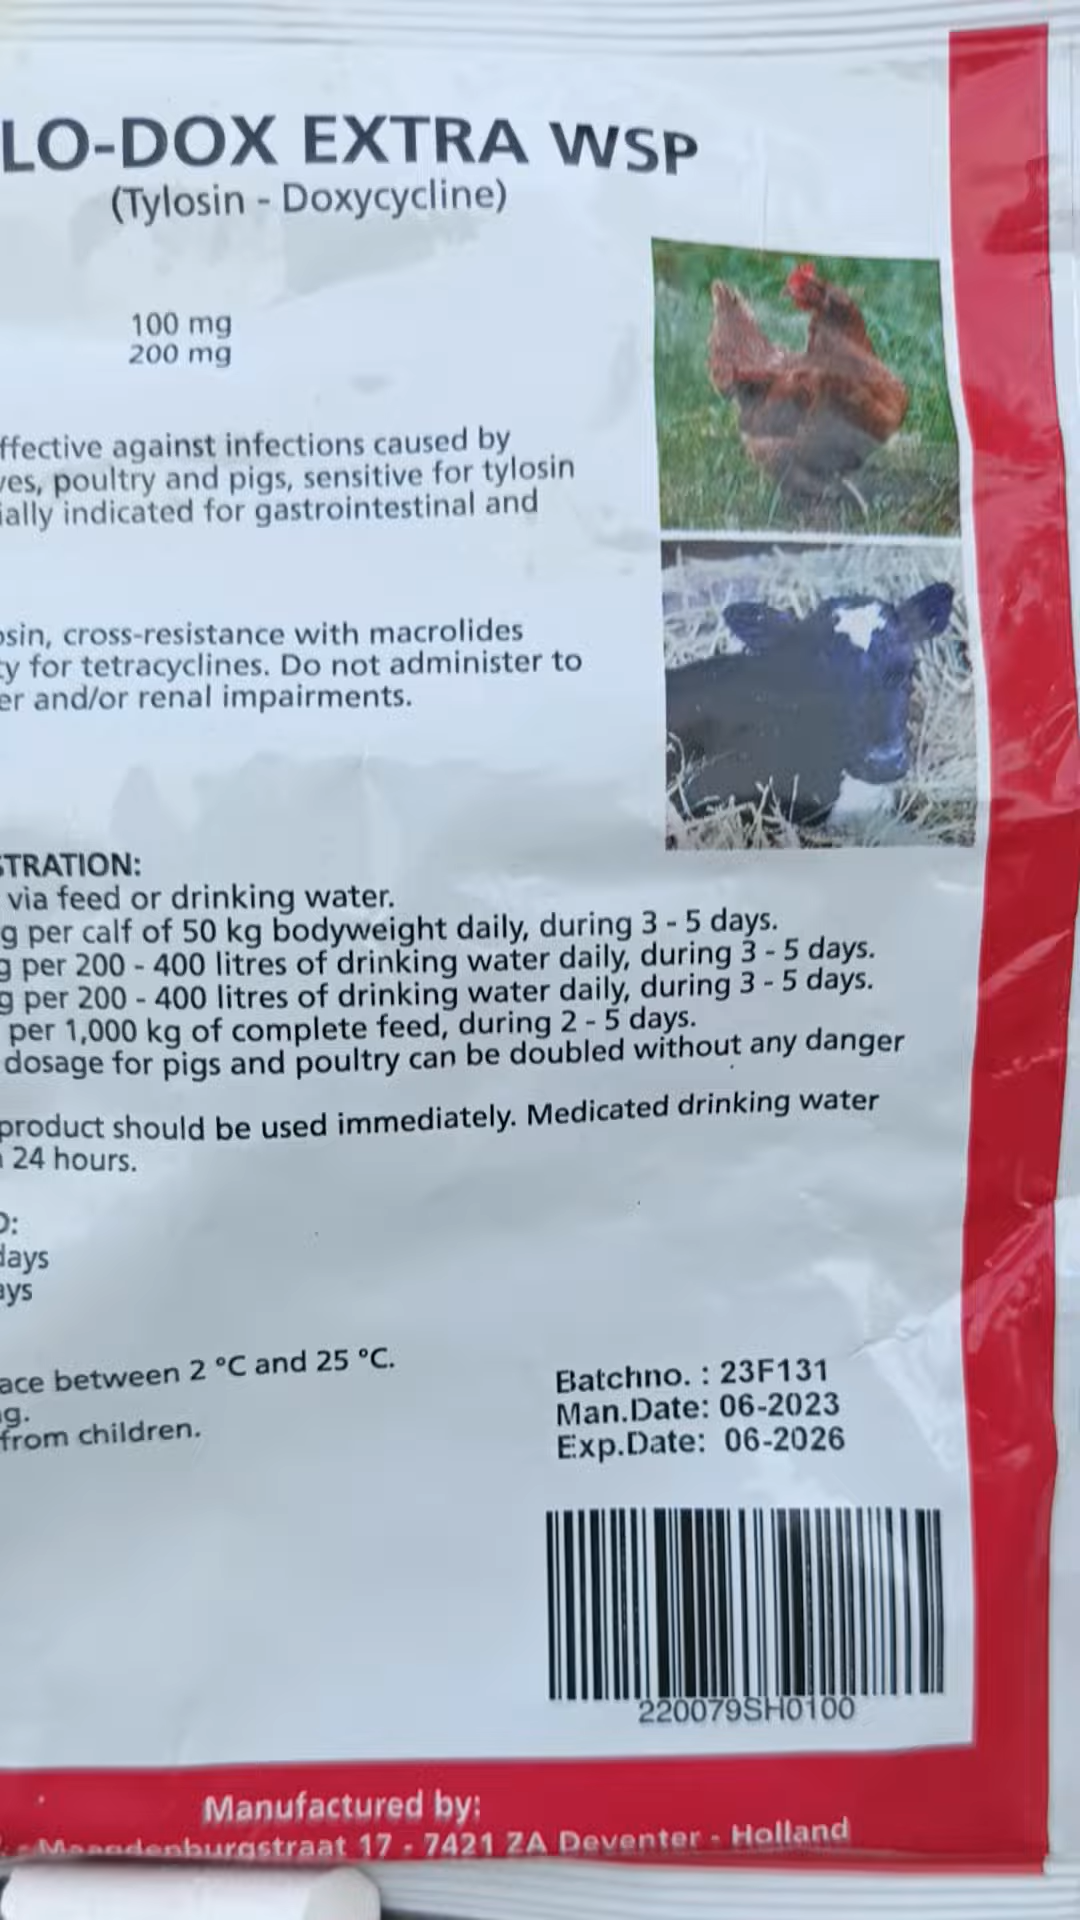 LO-DOX EXTRA WSP
(Tylosin - Doxycycline)
100 mg
200 mg
ffective against infections caused by
ves, poultry and pigs, sensitive for tylosin
ially indicated for gastrointestinal and
osin, cross-resistance with macrolides
ty for tetracyclines. Do not administer to
er and/or renal impairments.
STRATION:
via feed or drinking water.
g per calf of 50 kg bodyweight daily, during 3 - 5 days.
g per 200 - 400 litres of drinking water daily, during 3 - 5 days.
g per 200 - 400 litres of drinking water daily, during 3 - 5 days.
per 1,000 kg of complete feed, during 2 - 5 days.
dosage for pigs and poultry can be doubled without any danger
product should be used immediately. Medicated drinking water
24 hours.
D:
days
ays
ace between 2 °C and 25 °C.
g.
from children.
Batchno. : 23F131
Man.Date: 06-2023
Exp.Date: 06-2026
220079SH0100
Manufactured by:
- Maagdenburgstraat 17 - 7421 ZA Deventer - Holland